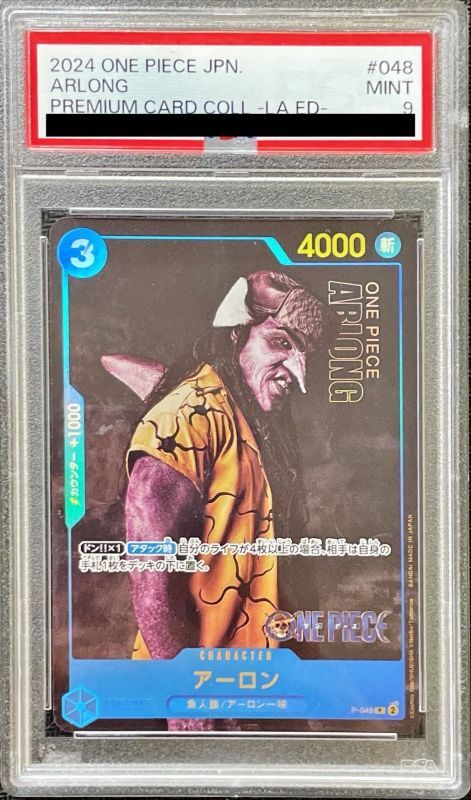 2024 ONE PIECE JPN.
#048
ARLONG
MINT
PREMIUM CARD COLL -LA ED-
9
3
4000
斬
ONE PIECE
ARLONG
カウンター +1000
ドン!!×1 アタック時 自分のライフが4枚以上の場合、相手は自身の
手札1枚をデッキの下に置く。
BANDAI MADE IN JAPAN
ONE PIECE
CHARACTER
アーロン
魚人族/アーロン一味
P-048 P 2